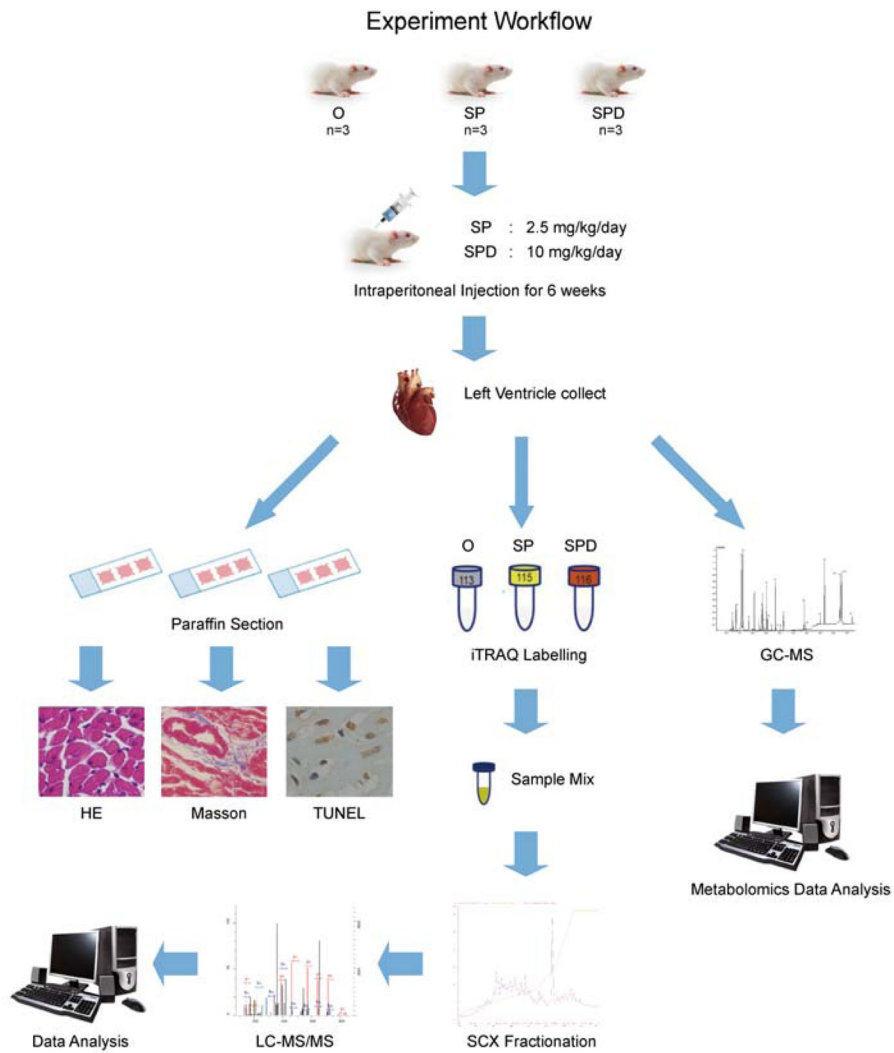 Experiment Workflow
O SP SPD
n=3 n=3 n=3
SP : 2.5 mg/kg/day
SPD : 10 mg/kg/day
Intraperitoneal Injection for 6 weeks
Left Ventricle collect
O SP SPD
113 115 116
Paraffin Section
iTRAQ Labelling
GC-MS
HE Masson TUNEL
Sample Mix
Metabolomics Data Analysis
Data Analysis LC-MS/MS SCX Fractionation